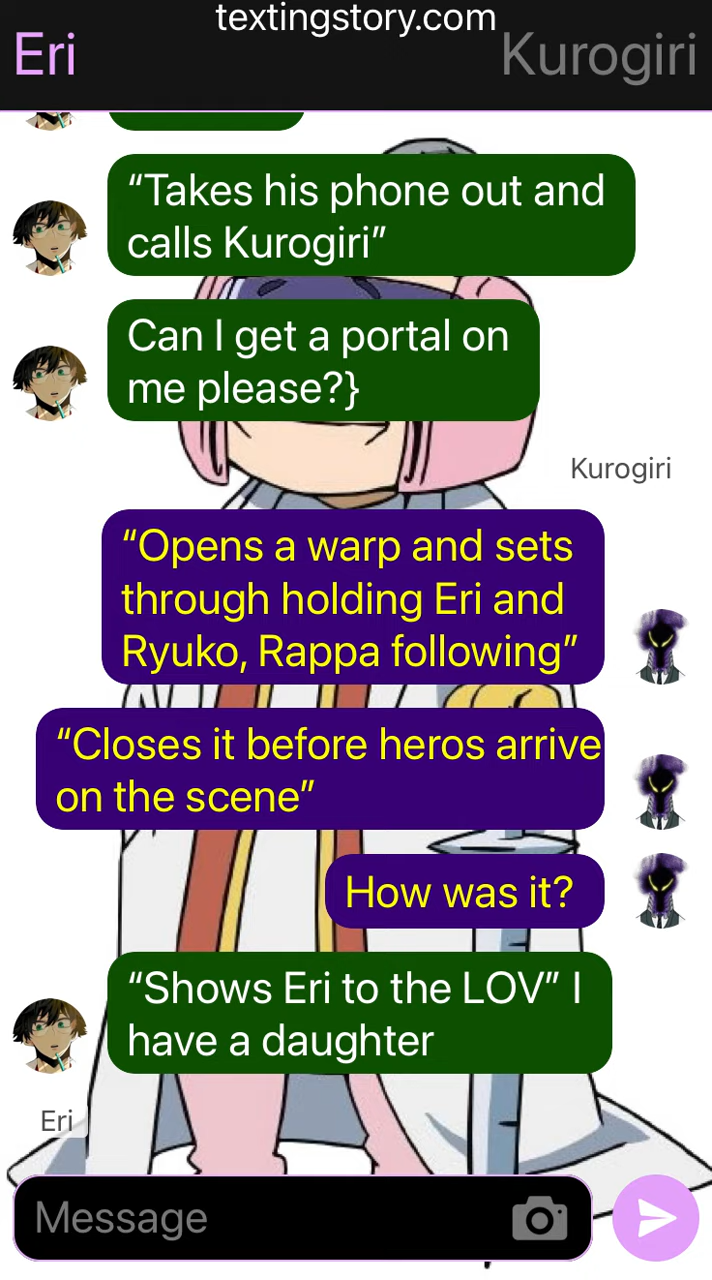 textingstory.com
Eri
Kurogiri
“Takes his phone out and
calls Kurogiri”
Can I get a portal on
me please?}
Kurogiri
“Opens a warp and sets
through holding Eri and
Ryuko, Rappa following”
“Closes it before heros arrive
on the scene”
How was it?
“Shows Eri to the LOV” I
have a daughter
Eri
Message